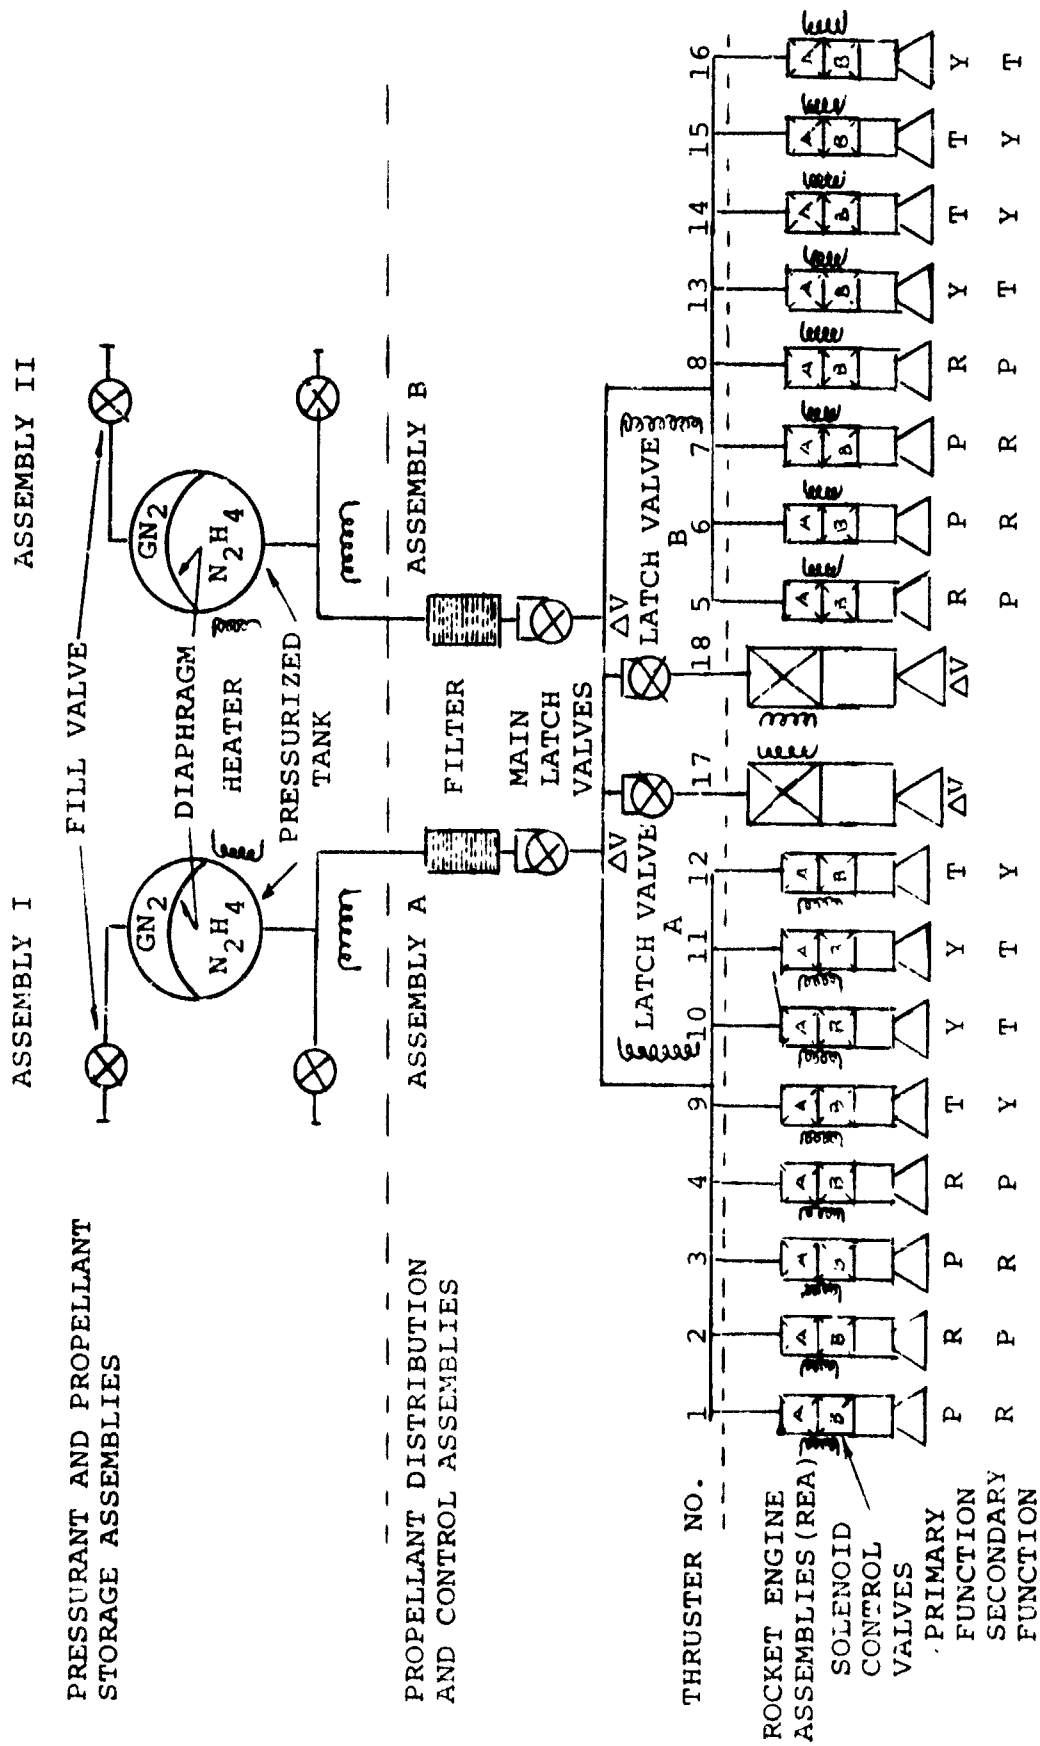 ASSEMBLY I
ASSEMBLY II
PRESSURANT AND PROPELLANT
STORAGE ASSEMBLIES
FILL VALVE
GN2
GN2
DIAPHRAGM
N2H4
N2H4
HEATER
PRESSURIZED
TANK
PROPELLANT DISTRIBUTION
AND CONTROL ASSEMBLIES
ASSEMBLY A
ASSEMBLY B
FILTER
MAIN
LATCH
VALVES
ΔV
LATCH VALVE
A
ΔV
LATCH VALVE
B
THRUSTER NO. 1 2 3 4 9 10 11 12 17 18 5 6 7 8 13 14 15 16
ROCKET ENGINE
ASSEMBLIES(REA)
A A A A A A A A A A A A A A A A
B B B B B B B B B B B B B B B B
SOLENOID
CONTROL
VALVES
PRIMARY
FUNCTION P R P R T Y Y T ΔV ΔV R P P R Y T T Y
SECONDARY
FUNCTION R P R P Y T T Y P R R P T Y Y T